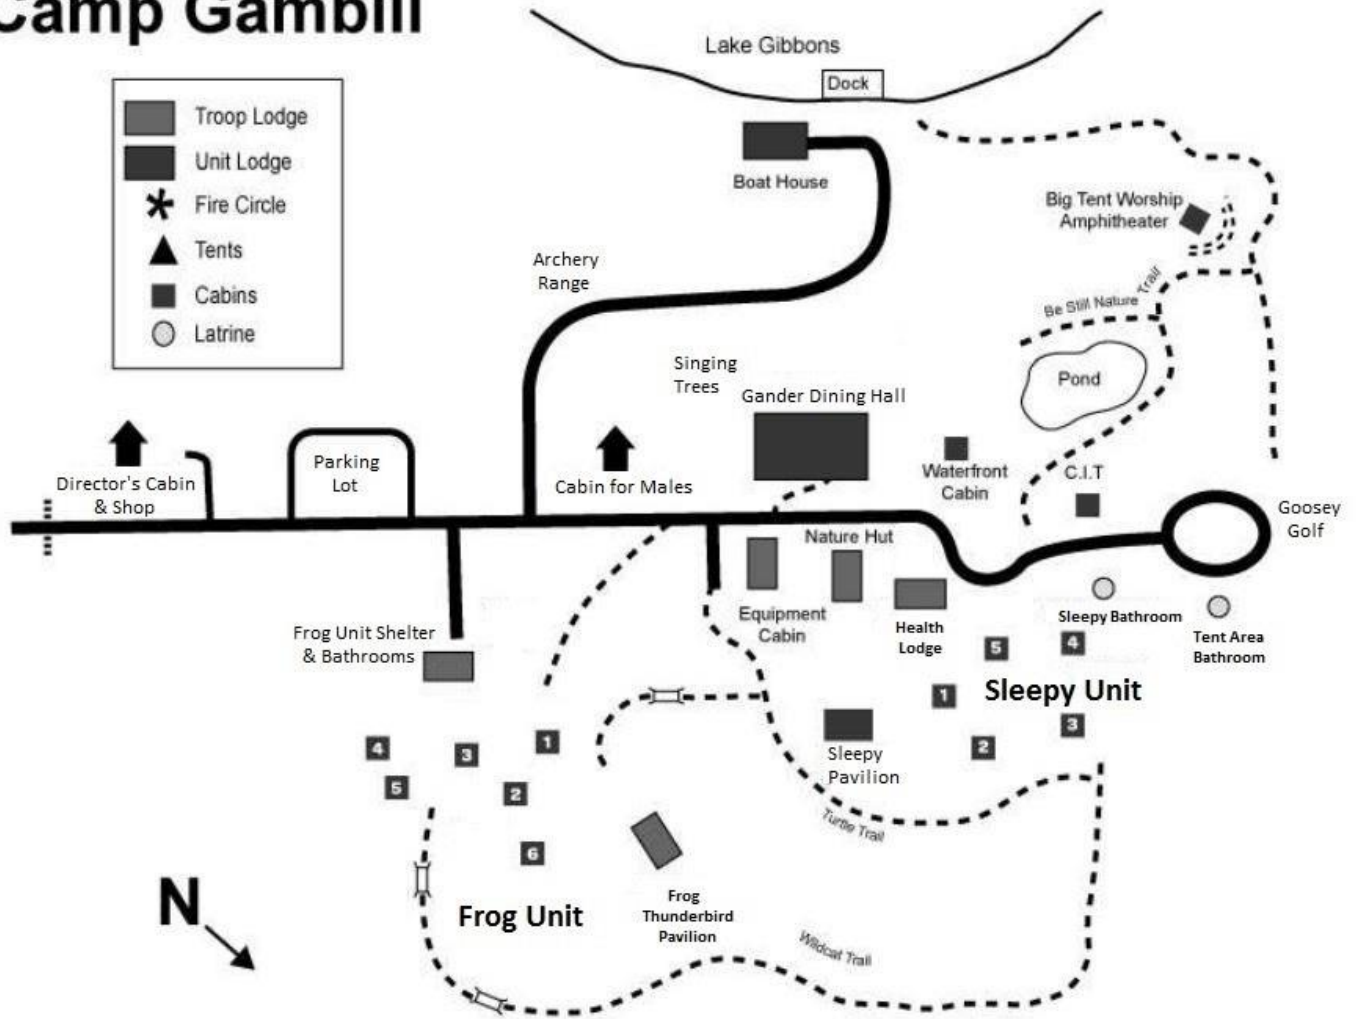 Camp Gambill
Lake Gibbons
Dock
Troop Lodge
Unit Lodge
Fire Circle
Tents
Cabins
Latrine
Boat House
Big Tent Worship
Amphitheater
Archery
Range
Be Still Nature Trail
Singing
Trees
Pond
Gander Dining Hall
Parking
Lot
Director's Cabin
& Shop
Cabin for Males
Waterfront
Cabin
C.I.T
Goosey
Golf
Nature Hut
Equipment
Cabin
Health
Lodge
Sleepy Bathroom
Tent Area
Bathroom
Frog Unit Shelter
& Bathrooms
5
4
1
Sleepy Unit
3
2
Sleepy
Pavilion
4
3
1
5
2
6
Turtle Trail
Frog Unit
Frog
Thunderbird
Pavilion
Wildcat Trail
N